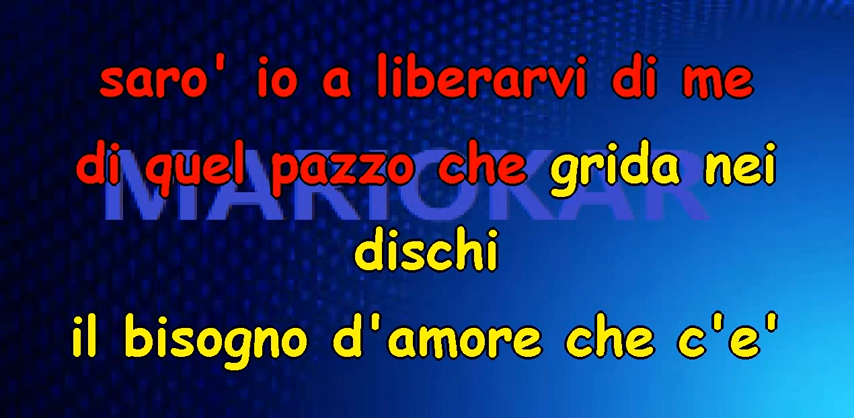 saro' io a liberarvi di me
di quel pazzo che grida nei
MARIOKAR
dischi
il bisogno d'amore che c'e'